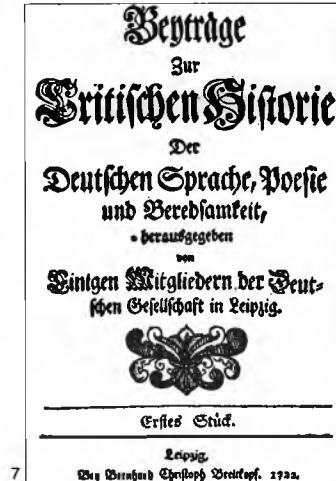 Beyträge
Zur
Critischen Historie
Der
Deutschen Sprache, Poesie
und Beredsamkeit,
herausgegeben
von
Einigen Mitgliedern der Deut-
schen Gesellschaft in Leipzig.
Erstes Stück.
Leipzig,
Bey Bernhard Christoph Breitkopf.
7